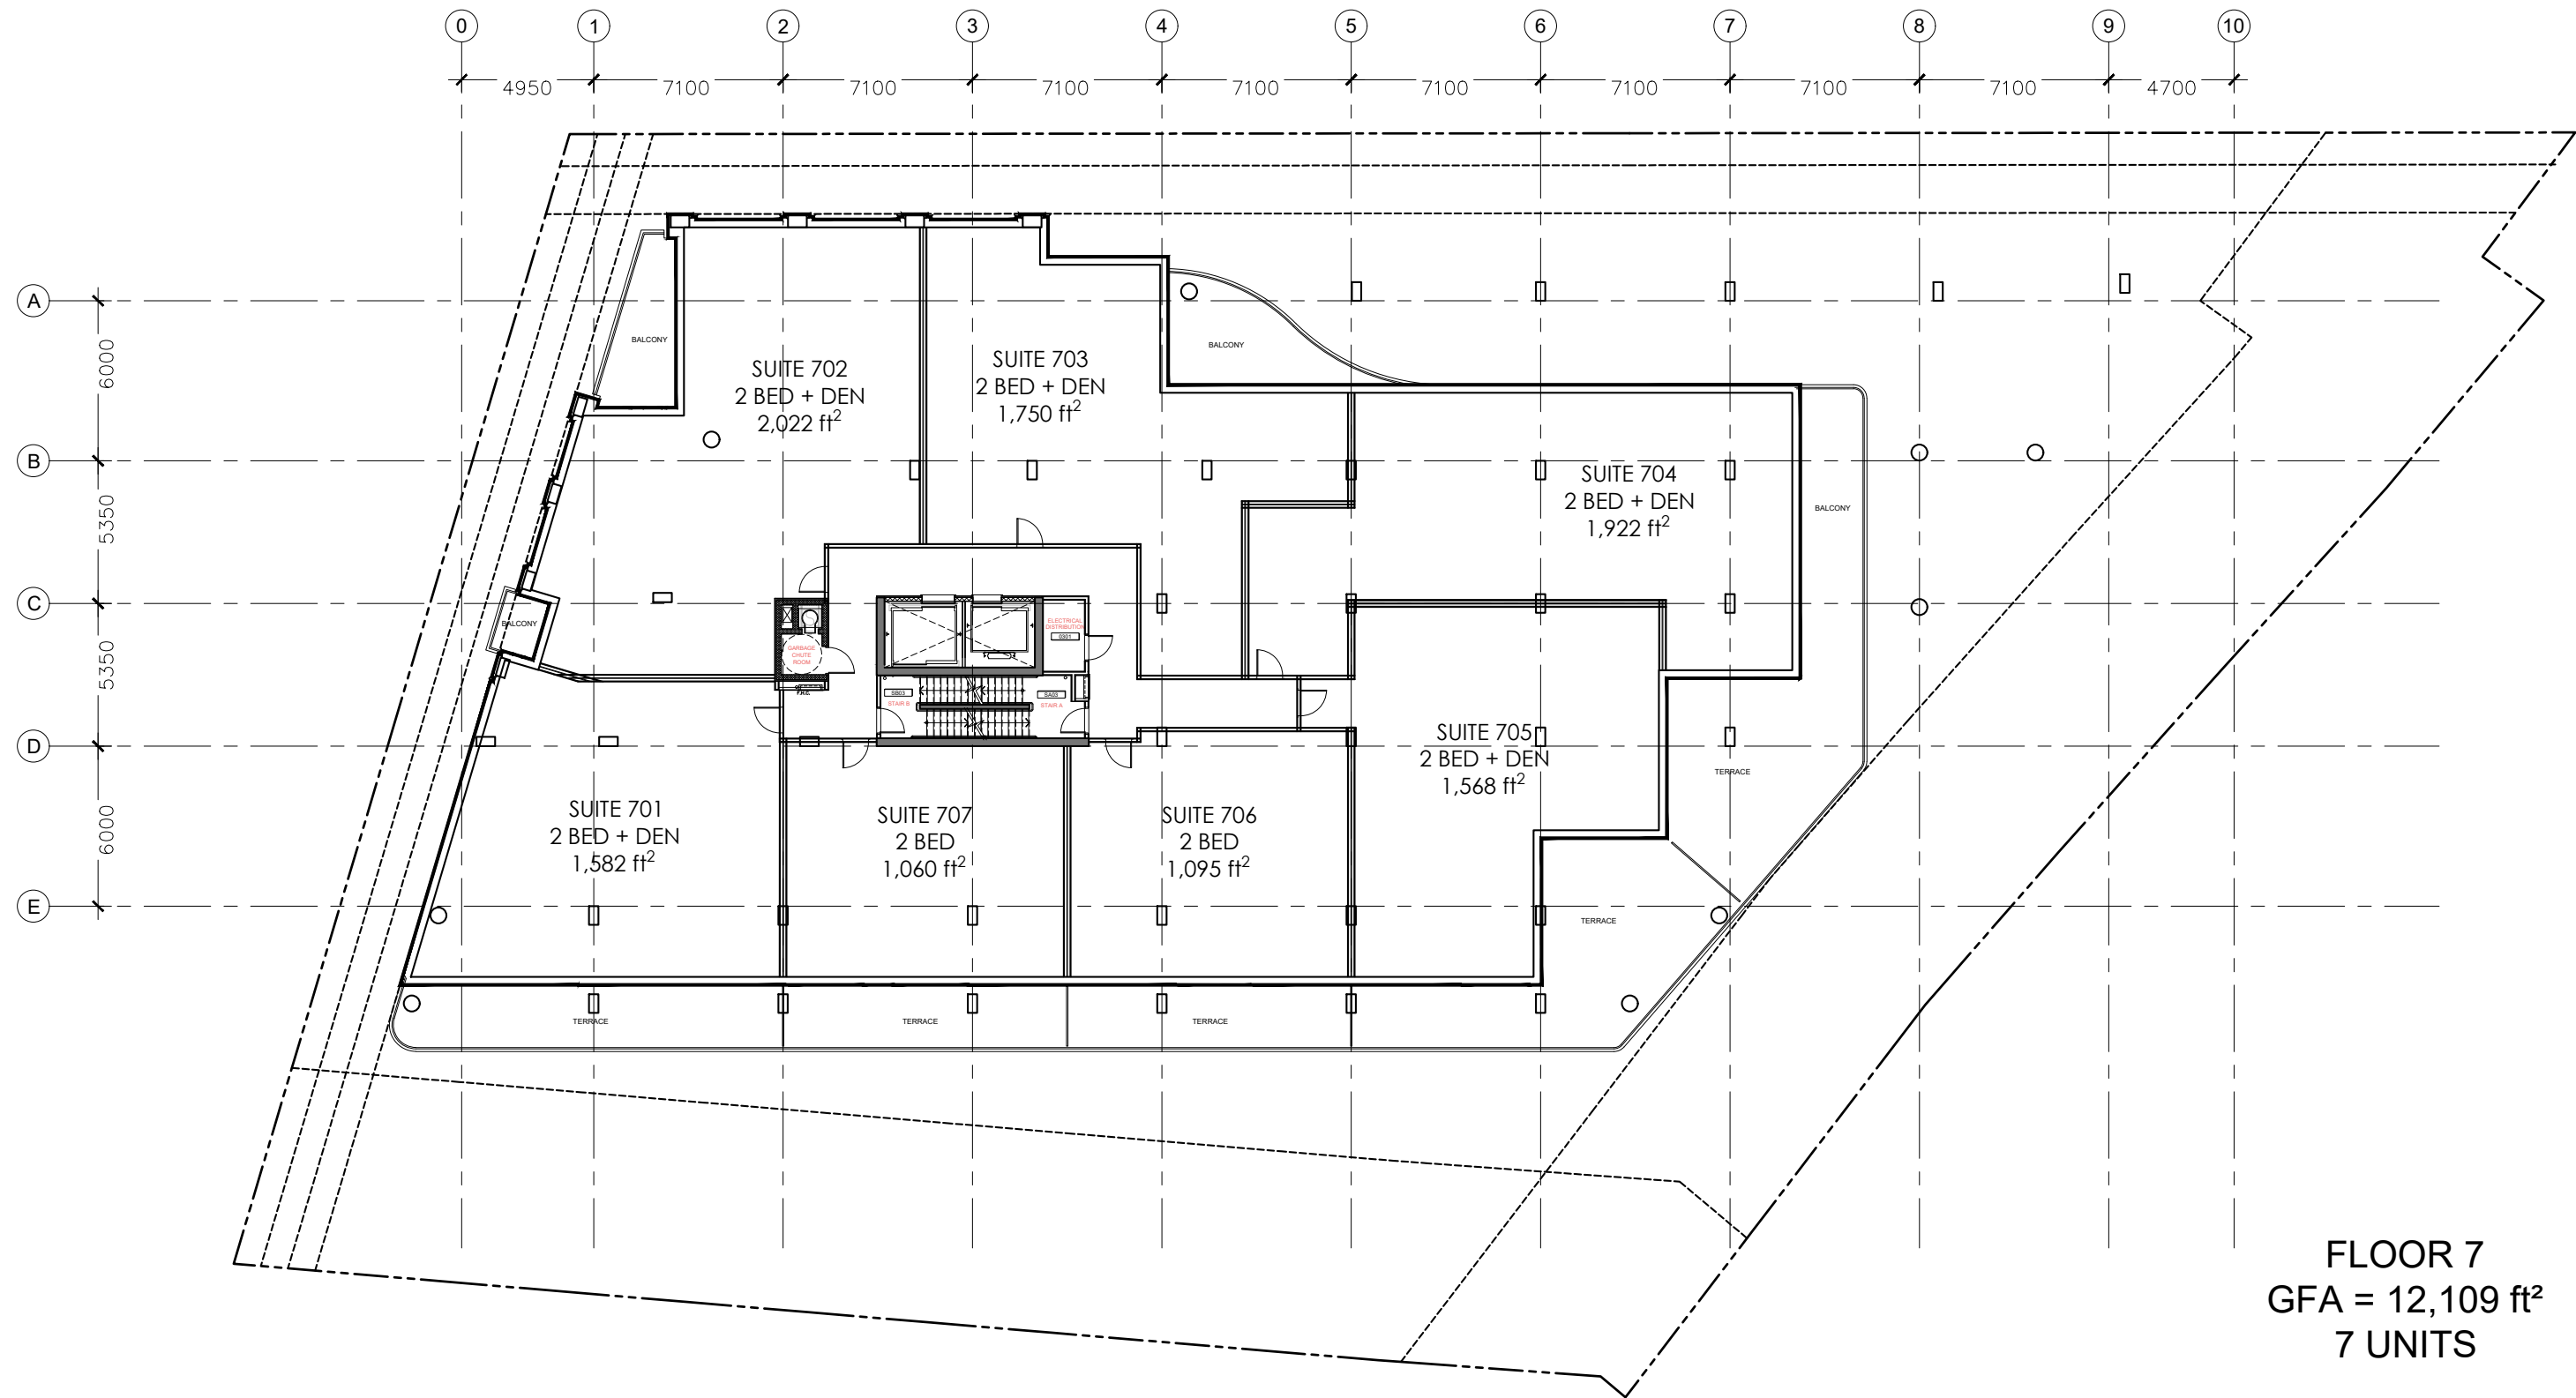 0 1 2 3 4 5 6 7 8 9 10
4950 7100 7100 7100 7100 7100 7100 7100 7100 4700
A
6000
B
5350
C
5350
D
6000
E
BALCONY
BALCONY
SUITE 702
2 BED + DEN
2,022 ft²
SUITE 703
2 BED + DEN
1,750 ft²
SUITE 704
2 BED + DEN
1,922 ft²
BALCONY
BALCONY
GARBAGE
CHUTE
ROOM
F.H.C.
ELECTRICAL
DISTRIBUTION
0301
SB03
STAIR B
SA03
STAIR A
SUITE 705
2 BED + DEN
1,568 ft²
TERRACE
SUITE 701
2 BED + DEN
1,582 ft²
SUITE 707
2 BED
1,060 ft²
SUITE 706
2 BED
1,095 ft²
TERRACE
TERRACE
TERRACE
TERRACE
FLOOR 7
GFA = 12,109 ft²
7 UNITS